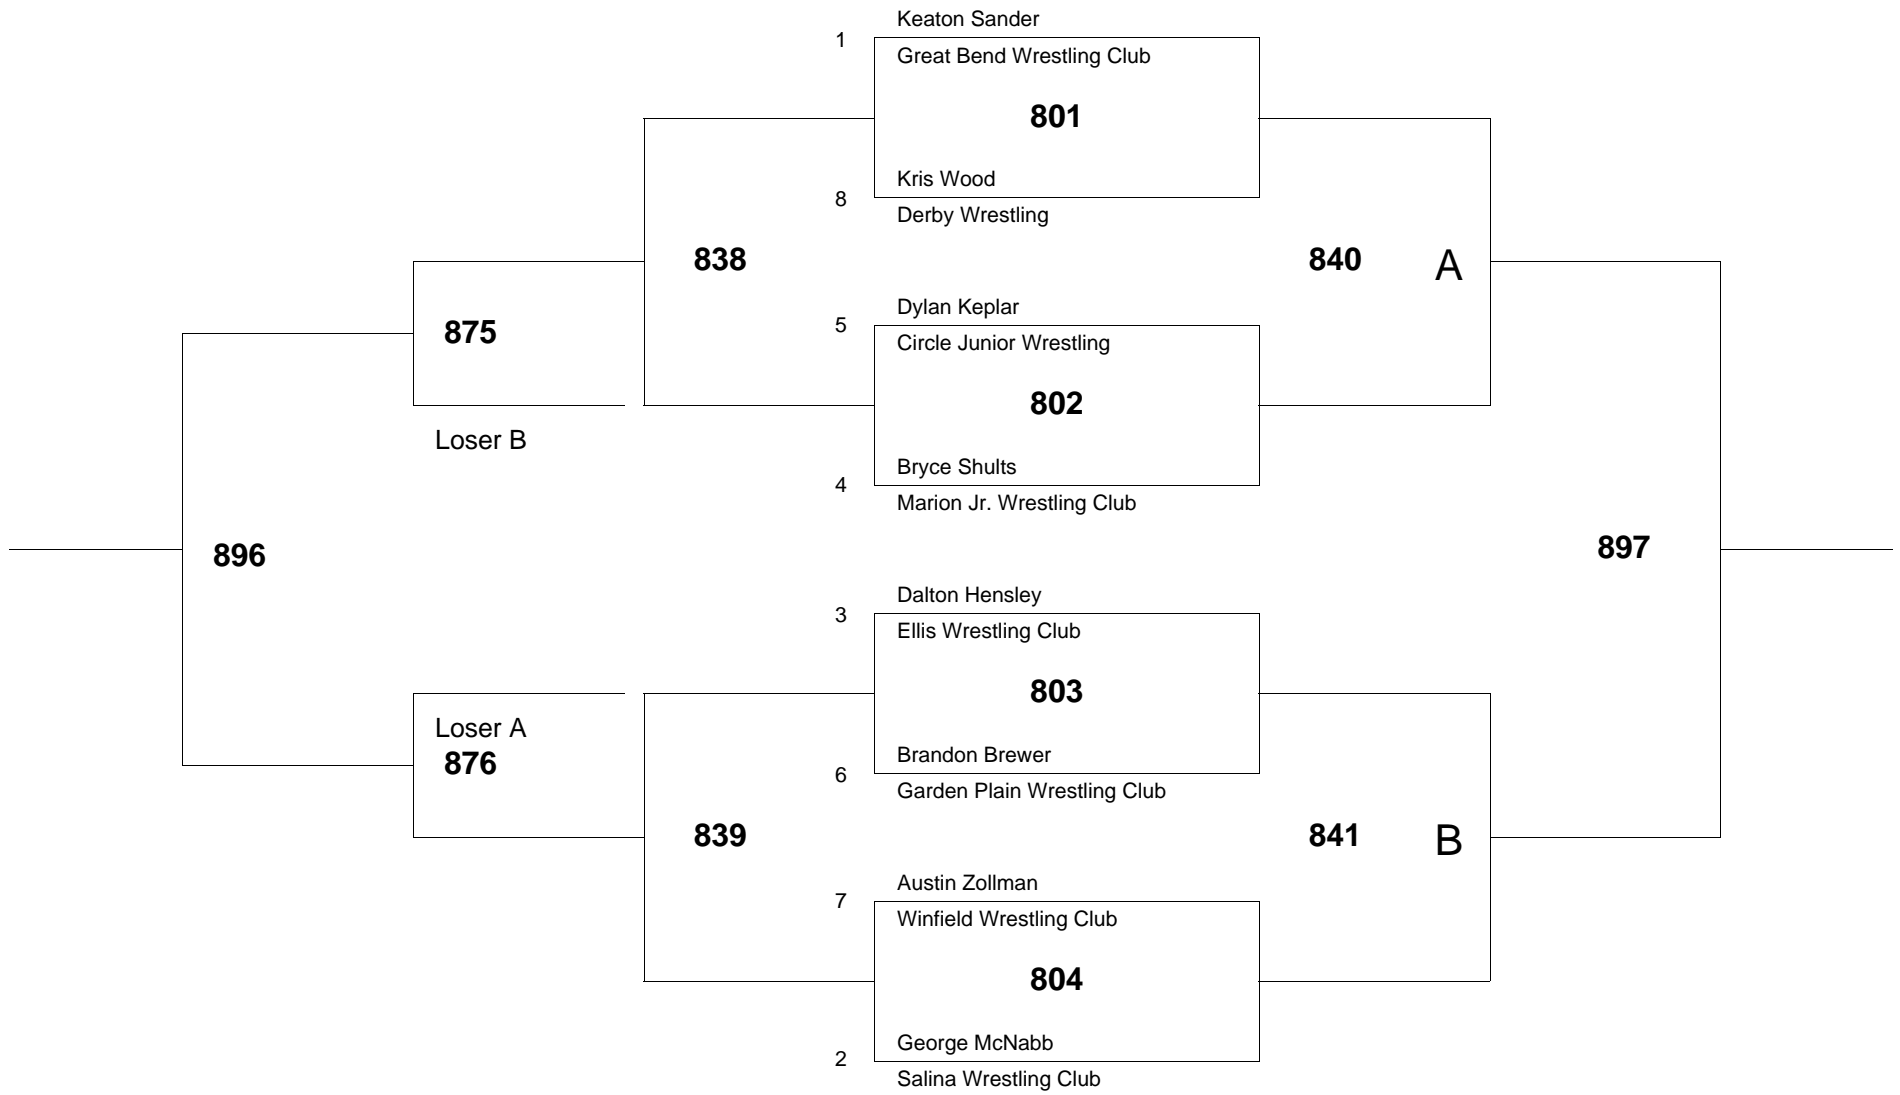 Keaton Sander
1
Great Bend Wrestling Club
801
Kris Wood
8
Derby Wrestling
838
840
A
Dylan Keplar
5
Circle Junior Wrestling
875
802
Loser B
Bryce Shults
4
Marion Jr. Wrestling Club
896
897
Dalton Hensley
3
Ellis Wrestling Club
803
Loser A
876
Brandon Brewer
6
Garden Plain Wrestling Club
839
841
B
Austin Zollman
7
Winfield Wrestling Club
804
George McNabb
2
Salina Wrestling Club